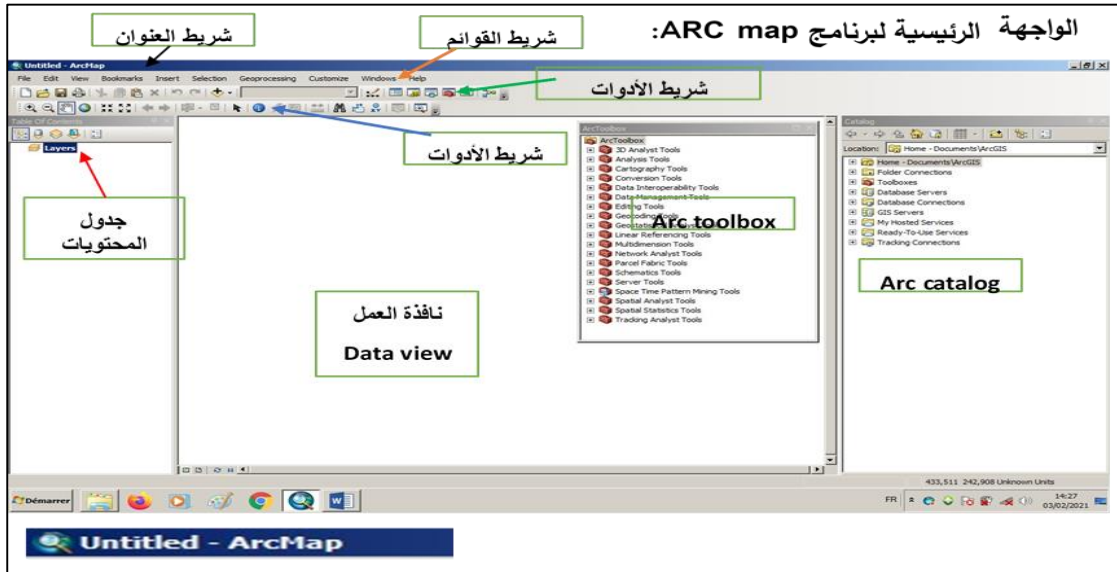 الواجهة الرئيسية لبرنامج ARC map:
شريط العنوان
شريط القوائم
Untitled - ArcMap
File Edit View Bookmarks Insert Selection Geoprocessing Customize Windows Help
شريط الأدوات
شريط الأدوات
Table Of Contents
Layers
جدول
المحتويات
نافذة العمل
Data view
ArcToolbox
ArcToolbox
3D Analyst Tools
Analysis Tools
Cartography Tools
Conversion Tools
Data Interoperability Tools
Data Management Tools
Editing Tools
Geocoding Tools
Arc toolbox
Linear Referencing Tools
Multidimension Tools
Network Analyst Tools
Parcel Fabric Tools
Schematics Tools
Server Tools
Space Time Pattern Mining Tools
Spatial Analyst Tools
Spatial Statistics Tools
Tracking Analyst Tools
Catalog
Location: Home - Documents\ArcGIS
Home - Documents\ArcGIS
Folder Connections
Toolboxes
Database Servers
Database Connections
GIS Servers
My Hosted Services
Ready-To-Use Services
Tracking Connections
Arc catalog
433,511 242,908 Unknown Units
Démarrer
FR
14:27
03/02/2021
Untitled - ArcMap